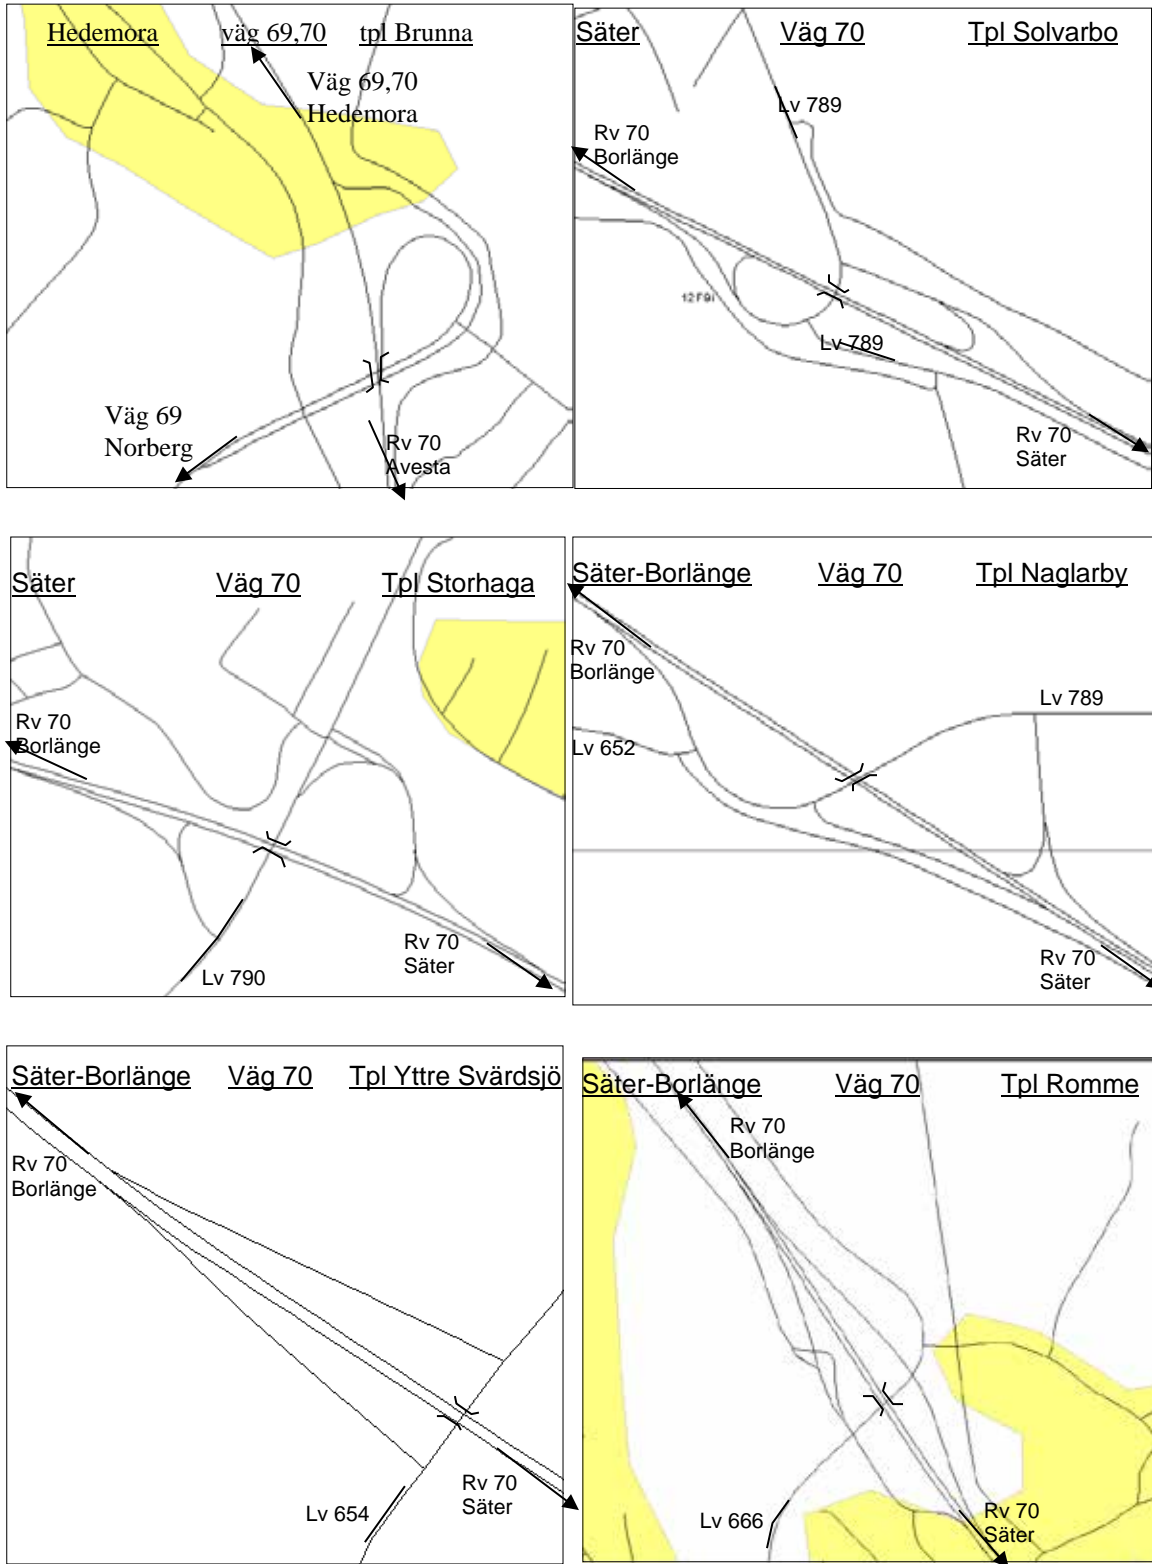 Hedemora väg 69,70 tpl Brunna
Väg 69,70
Hedemora
Väg 69
Norberg
Rv 70
Avesta
Säter Väg 70 Tpl Solvarbo
Lv 789
Rv 70
Borlänge
12F9i
Lv 789
Rv 70
Säter
Säter Väg 70 Tpl Storhaga
Rv 70
Borlänge
Rv 70
Säter
Lv 790
Säter-Borlänge Väg 70 Tpl Naglarby
Rv 70
Borlänge
Lv 789
Lv 652
Rv 70
Säter
Säter-Borlänge Väg 70 Tpl Yttre Svärdsjö
Rv 70
Borlänge
Rv 70
Säter
Lv 654
Säter-Borlänge Väg 70 Tpl Romme
Rv 70
Borlänge
Lv 666
Rv 70
Säter